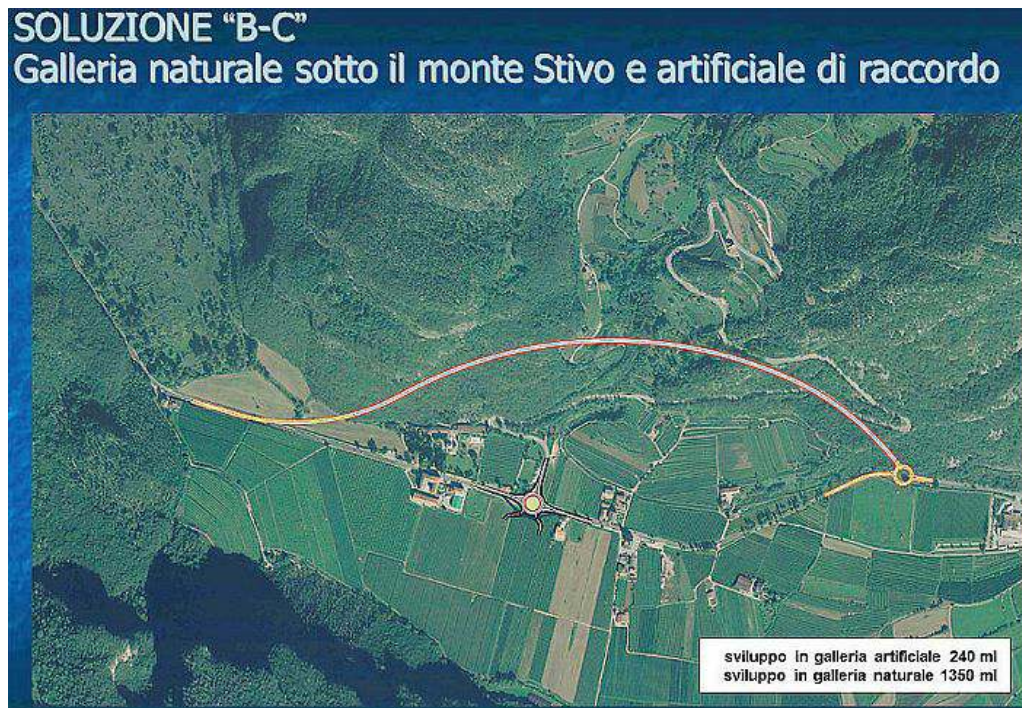 SOLUZIONE “B-C”
Galleria naturale sotto il monte Stivo e artificiale di raccordo
sviluppo in galleria artificiale 240 ml
sviluppo in galleria naturale 1350 ml